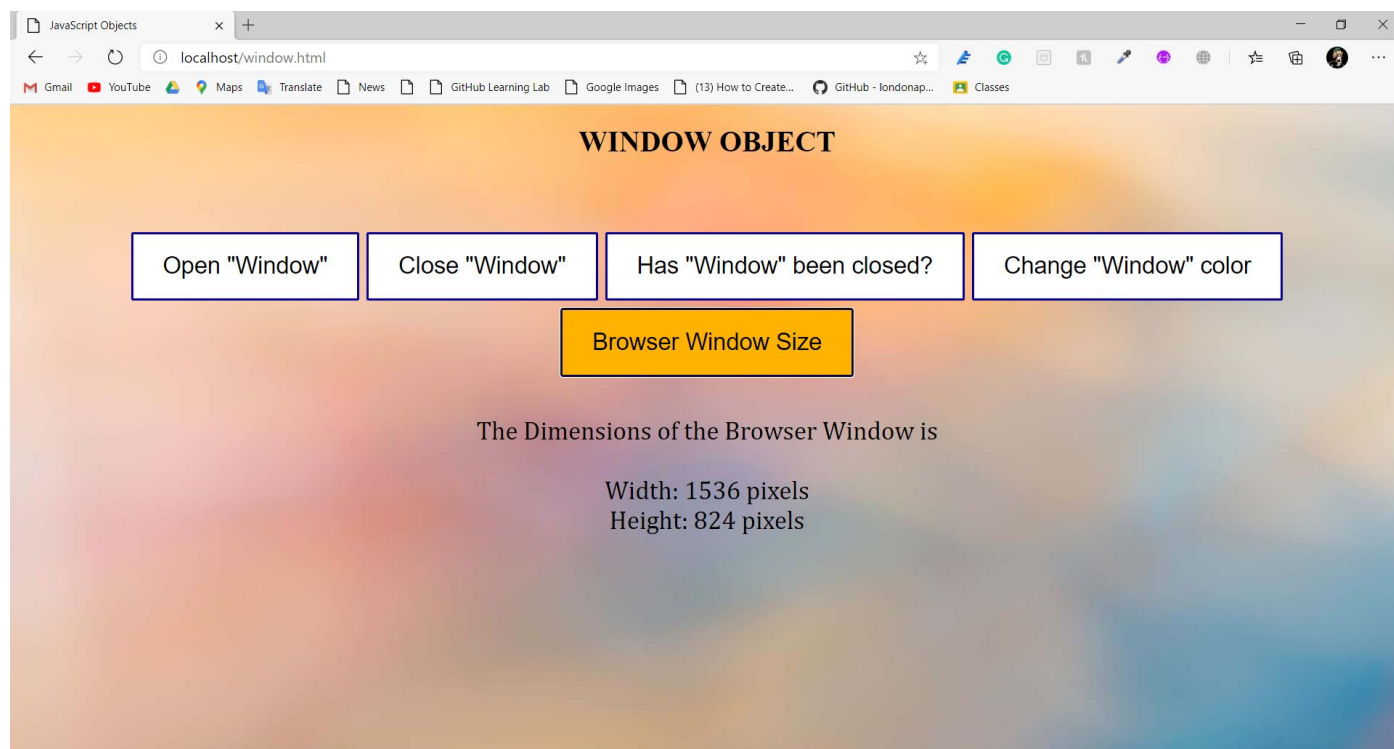 JavaScript Objects
localhost/window.html
Gmail YouTube Maps Translate News GitHub Learning Lab Google Images (13) How to Create... GitHub - londonap... Classes
WINDOW OBJECT
Open "Window" Close "Window" Has "Window" been closed? Change "Window" color
Browser Window Size
The Dimensions of the Browser Window is
Width: 1536 pixels
Height: 824 pixels